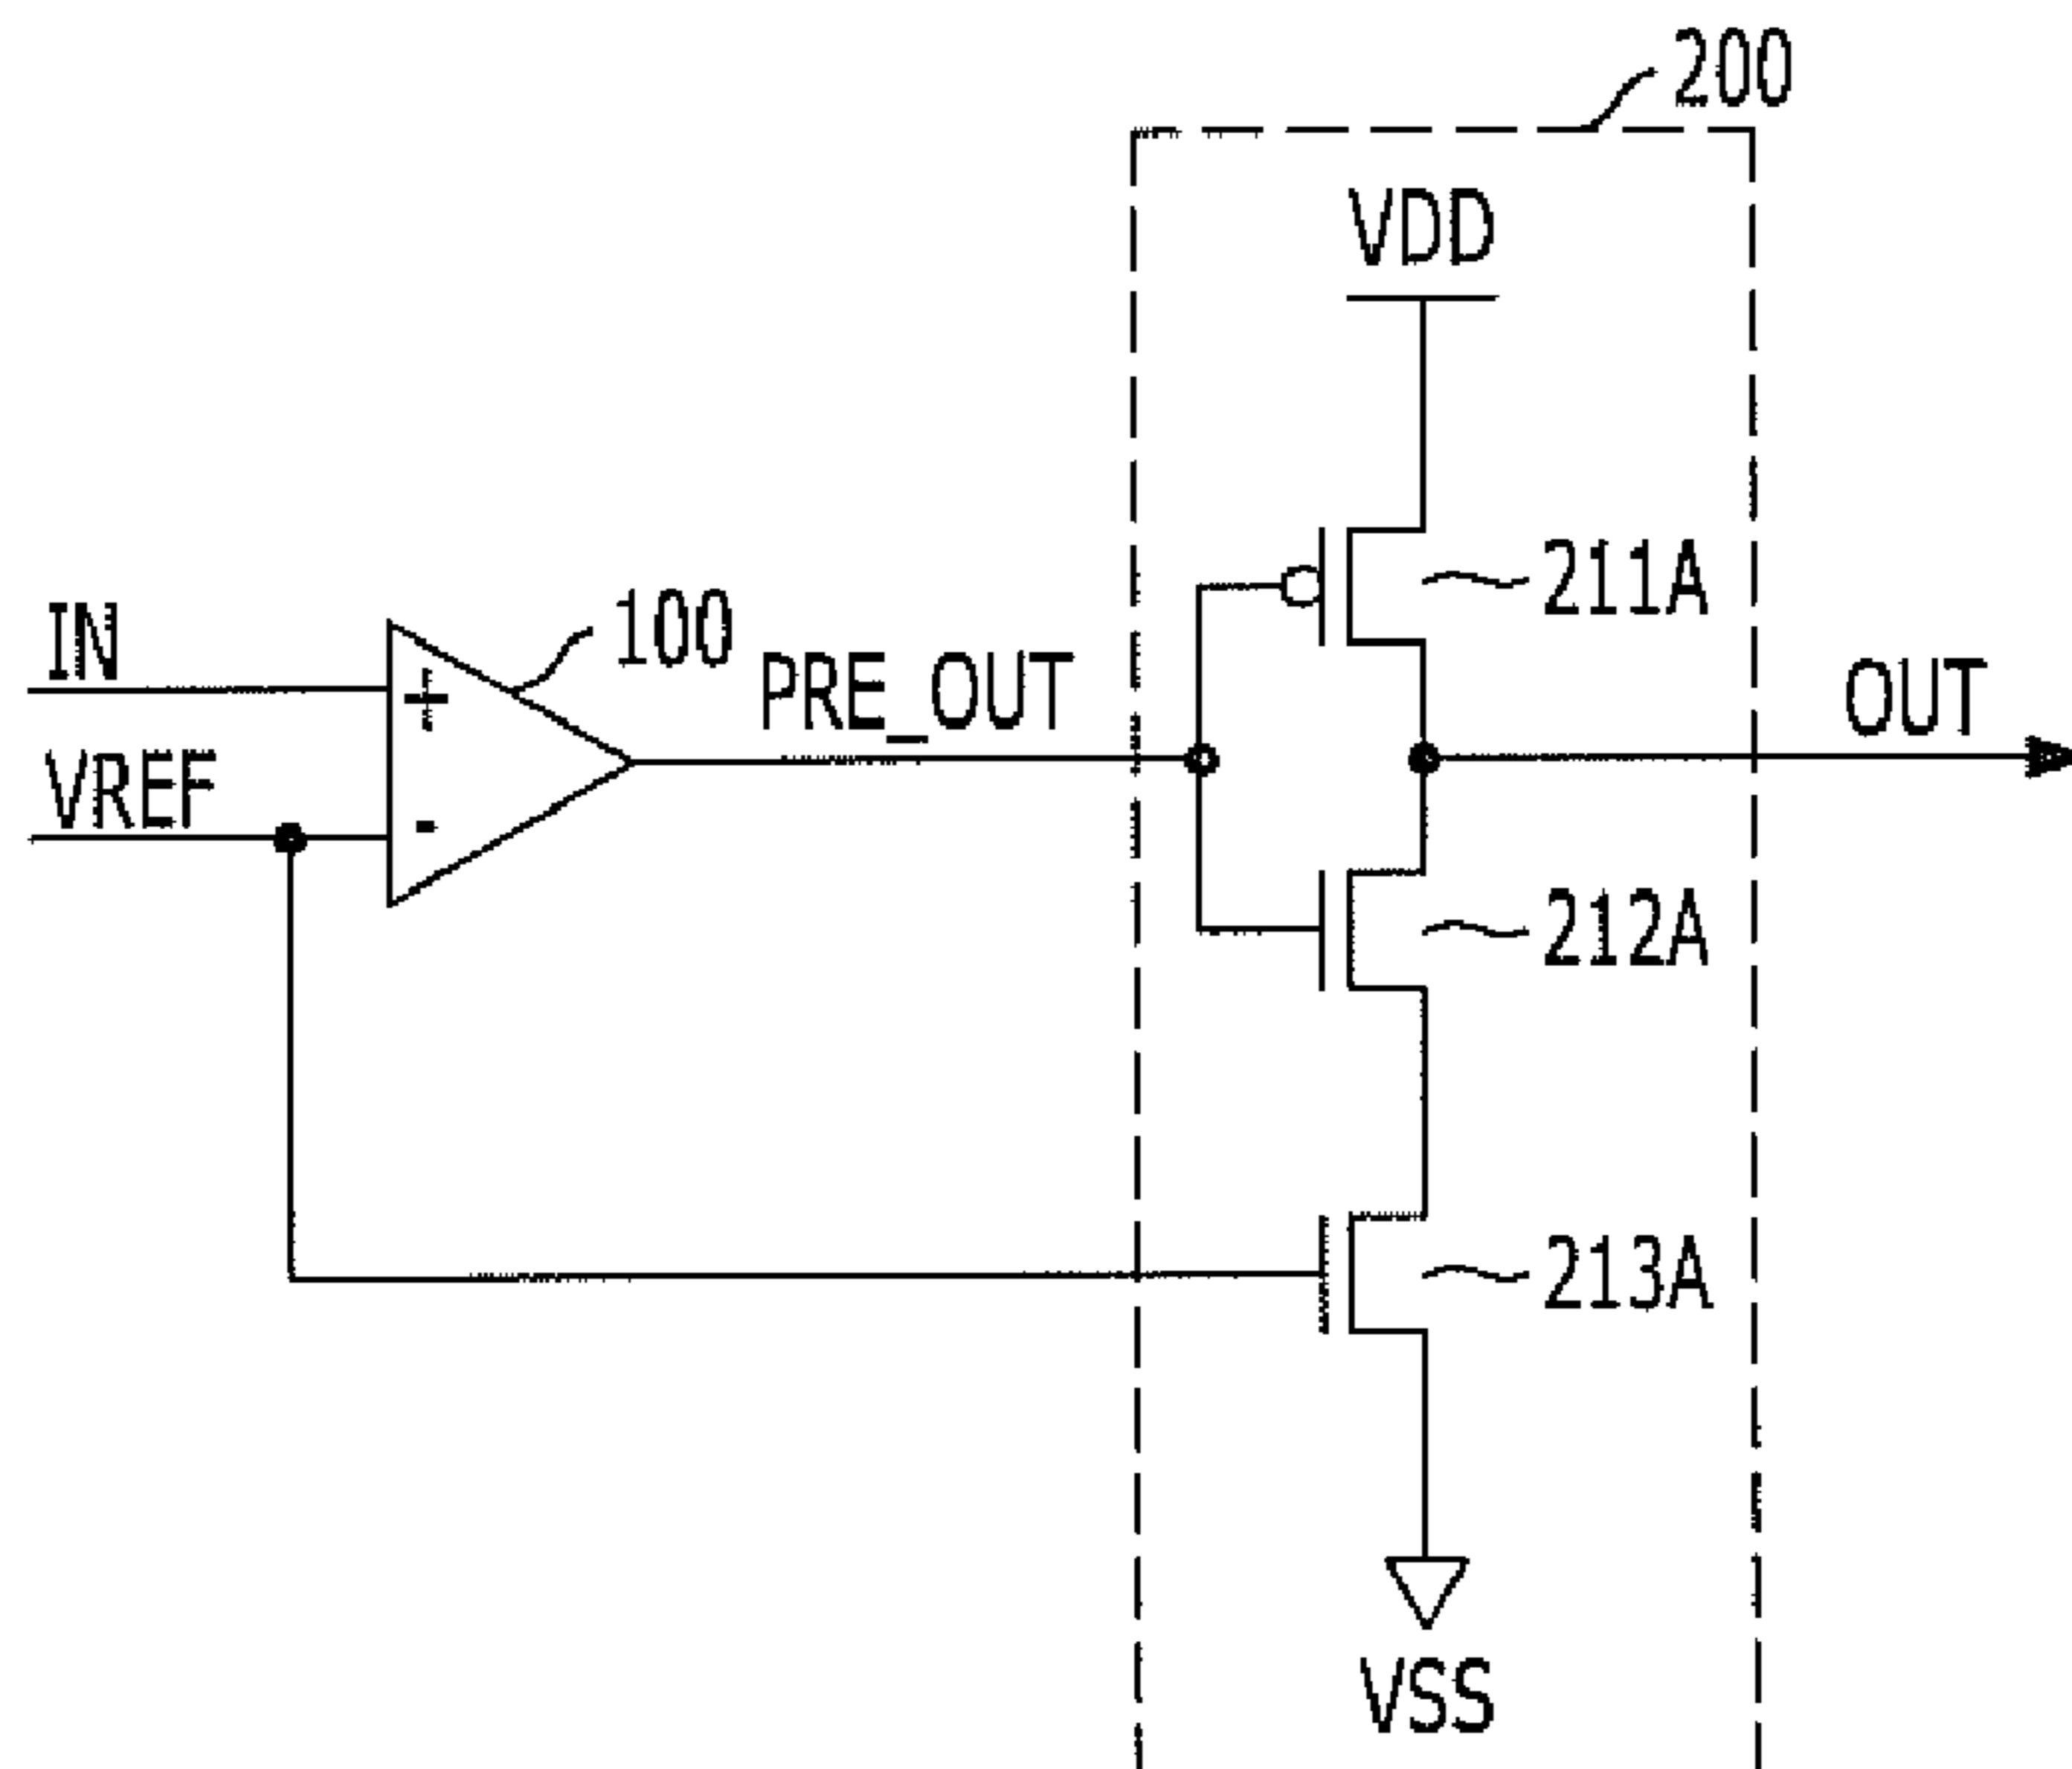 200
VDD
211A
IN
100
PRE_OUT
OUT
+
VREF
-
212A
213A
VSS